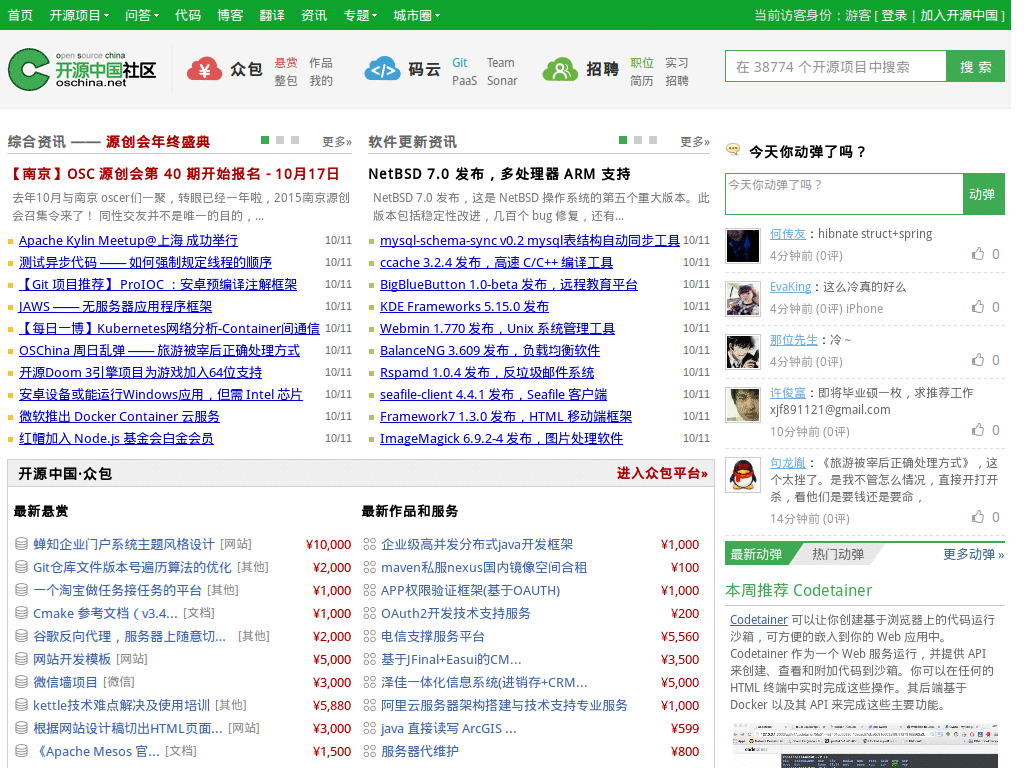 首页 开源项目 问答 代码 博客 翻译 资讯 专题 城市圈 当前访客身份：游客 [ 登录 | 加入开源中国 ]
open source china
开源中国社区
oschina.net
众包 悬赏 作品
整包 我的
码云 Git Team
PaaS Sonar
招聘 职位 实习
简历 招聘
在 38774 个开源项目中搜索 搜 索
综合资讯 —— 源创会年终盛典 更多»
【南京】OSC 源创会第 40 期开始报名 - 10月17日
去年10月与南京 oscer们一聚，转眼已经一年啦，2015南京源创
会召集令来了！ 同性交友并不是唯一的目的，...
Apache Kylin Meetup@上海 成功举行 10/11
测试异步代码 —— 如何强制规定线程的顺序 10/11
【Git 项目推荐】ProIOC ：安卓预编译注解框架 10/11
JAWS —— 无服务器应用程序框架 10/11
【每日一博】Kubernetes网络分析-Container间通信 10/11
OSChina 周日乱弹 —— 旅游被宰后正确处理方式 10/11
开源Doom 3引擎项目为游戏加入64位支持 10/11
安卓设备或能运行Windows应用，但需 Intel 芯片 10/11
微软推出 Docker Container 云服务 10/11
红帽加入 Node.js 基金会白金会员 10/11
软件更新资讯 更多»
NetBSD 7.0 发布，多处理器 ARM 支持
NetBSD 7.0 发布，这是 NetBSD 操作系统的第五个重大版本。此
版本包括稳定性改进，几百个 bug 修复，还有...
mysql-schema-sync v0.2 mysql表结构自动同步工具 10/11
ccache 3.2.4 发布，高速 C/C++ 编译工具 10/11
BigBlueButton 1.0-beta 发布，远程教育平台 10/11
KDE Frameworks 5.15.0 发布 10/11
Webmin 1.770 发布，Unix 系统管理工具 10/11
BalanceNG 3.609 发布，负载均衡软件 10/11
Rspamd 1.0.4 发布，反垃圾邮件系统 10/11
seafile-client 4.4.1 发布，Seafile 客户端 10/11
Framework7 1.3.0 发布，HTML 移动端框架 10/11
ImageMagick 6.9.2-4 发布，图片处理软件 10/11
开源中国·众包 进入众包平台»
最新悬赏
蝉知企业门户系统主题风格设计 [网站] ¥10,000
Git仓库文件版本号遍历算法的优化 [其他] ¥2,000
一个淘宝做任务接任务的平台 [其他] ¥1,000
Cmake 参考文档（v3.4... [文档] ¥1,000
谷歌反向代理，服务器上随意切... [其他] ¥2,000
网站开发模板 [网站] ¥5,000
微信墙项目 [微信] ¥3,000
kettle技术难点解决及使用培训 [其他] ¥5,880
根据网站设计稿切出HTML页面... [网站] ¥3,000
《Apache Mesos 官... [文档] ¥1,500
最新作品和服务
企业级高并发分布式java开发框架 ¥1,000
maven私服nexus国内镜像空间合租 ¥100
APP权限验证框架(基于OAUTH) ¥1,000
OAuth2开发技术支持服务 ¥200
电信支撑服务平台 ¥5,560
基于JFinal+Easui的CM... ¥3,500
泽佳一体化信息系统(进销存+CRM... ¥5,000
阿里云服务器架构搭建与技术支持专业服务 ¥1,000
java 直接读写 ArcGIS ... ¥599
服务器代维护 ¥800
今天你动弹了吗？
今天你动弹了吗？ 动弹
何传友：hibnate struct+spring
4分钟前 (0评) 0
EvaKing：这么冷真的好么
4分钟前 (0评) iPhone 0
那位先生：冷 ~
4分钟前 (0评) 0
许俊富：即将毕业硕一枚，求推荐工作
xjf891121@gmail.com
10分钟前 (0评) 0
句龙胤：《旅游被宰后正确处理方式》，这
个太挫了。是我不管怎么情况，直接开打开
杀，看他们是要钱还是要命，
14分钟前 (0评) 0
最新动弹 热门动弹 更多动弹 »
本周推荐 Codetainer
Codetainer 可以让你创建基于浏览器上的代码运行
沙箱，可方便的嵌入到你的 Web 应用中。
Codetainer 作为一个 Web 服务运行，并提供 API
来创建、查看和附加代码到沙箱。你可以在任何的
HTML 终端中实时完成这些操作。其后端基于
Docker 以及其 API 来完成这些主要功能。